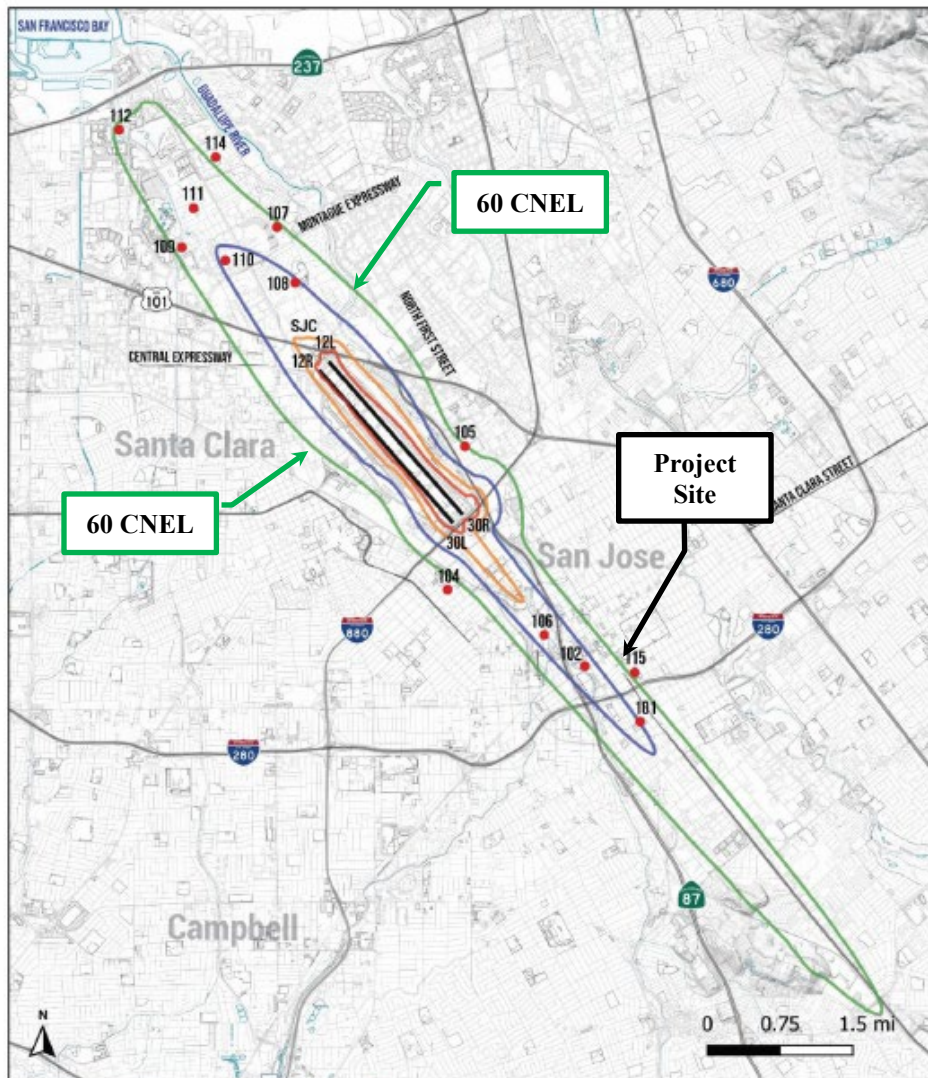 SAN FRANCISCO BAY
237
GUADALUPE RIVER
112
114
111
107
MONTAGUE EXPRESSWAY
60 CNEL
109
110
108
680
101
SJC
12L
12R
NORTH FIRST STREET
CENTRAL EXPRESSWAY
Santa Clara
105
Project
Site
SANTA CLARA STREET
60 CNEL
30R
30L
San Jose
104
106
880
280
102
115
101
280
87
Campbell
N
0 0.75 1.5 mi